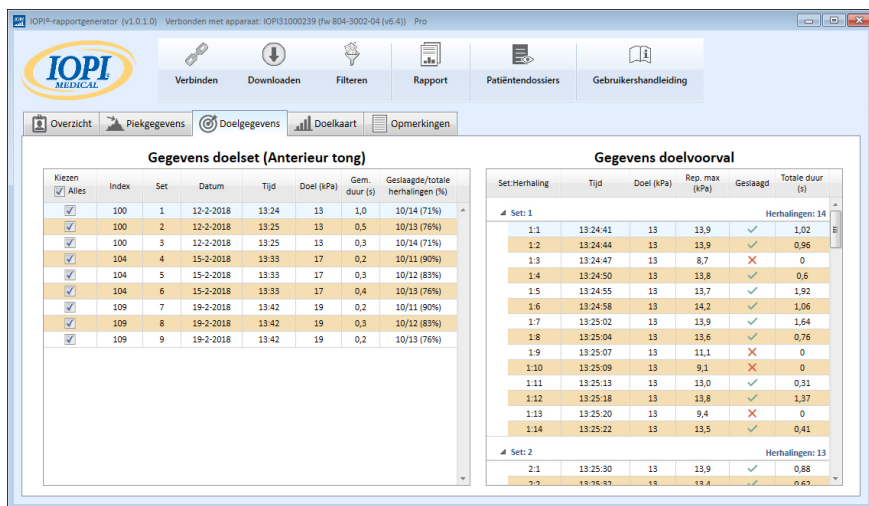 IOPI®-rapportgenerator (v1.0.1.0) Verbonden met apparaat: IOPI31000239 (fw 804-3002-04 (v6.4)) Pro
IOPI®
MEDICAL
Verbinden Downloaden Filteren Rapport Patiëntendossiers Gebruikershandleiding
Overzicht Piekgegevens Doelgegevens Doelkaart Opmerkingen
Gegevens doelset (Anterieur tong)
Kiezen Alles Index Set Datum Tijd Doel (kPa) Gem. duur (s) Geslaagde/totale herhalingen (%)
100 1 12-2-2018 13:24 13 1,0 10/14 (71%)
100 2 12-2-2018 13:25 13 0,5 10/13 (76%)
100 3 12-2-2018 13:25 13 0,3 10/14 (71%)
104 4 15-2-2018 13:33 17 0,2 10/11 (90%)
104 5 15-2-2018 13:33 17 0,3 10/12 (83%)
104 6 15-2-2018 13:33 17 0,4 10/13 (76%)
109 7 19-2-2018 13:42 19 0,2 10/11 (90%)
109 8 19-2-2018 13:42 19 0,3 10/12 (83%)
109 9 19-2-2018 13:42 19 0,2 10/13 (76%)
Gegevens doelvoorval
Set:Herhaling Tijd Doel (kPa) Rep. max (kPa) Geslaagd Totale duur (s)
Set: 1 Herhalingen: 14
1:1 13:24:41 13 13,9 ✓ 1,02
1:2 13:24:44 13 13,9 ✓ 0,96
1:3 13:24:47 13 8,7 ✕ 0
1:4 13:24:50 13 13,8 ✓ 0,6
1:5 13:24:55 13 13,7 ✓ 1,92
1:6 13:24:58 13 14,2 ✓ 1,06
1:7 13:25:02 13 13,9 ✓ 1,64
1:8 13:25:04 13 13,6 ✓ 0,76
1:9 13:25:07 13 11,1 ✕ 0
1:10 13:25:09 13 9,1 ✕ 0
1:11 13:25:13 13 13,0 ✓ 0,31
1:12 13:25:18 13 13,8 ✓ 1,37
1:13 13:25:20 13 9,4 ✕ 0
1:14 13:25:22 13 13,5 ✓ 0,41
Set: 2 Herhalingen: 13
2:1 13:25:30 13 13,9 ✓ 0,88
2:2 13:25:32 13 13,4 ✓ 0,62